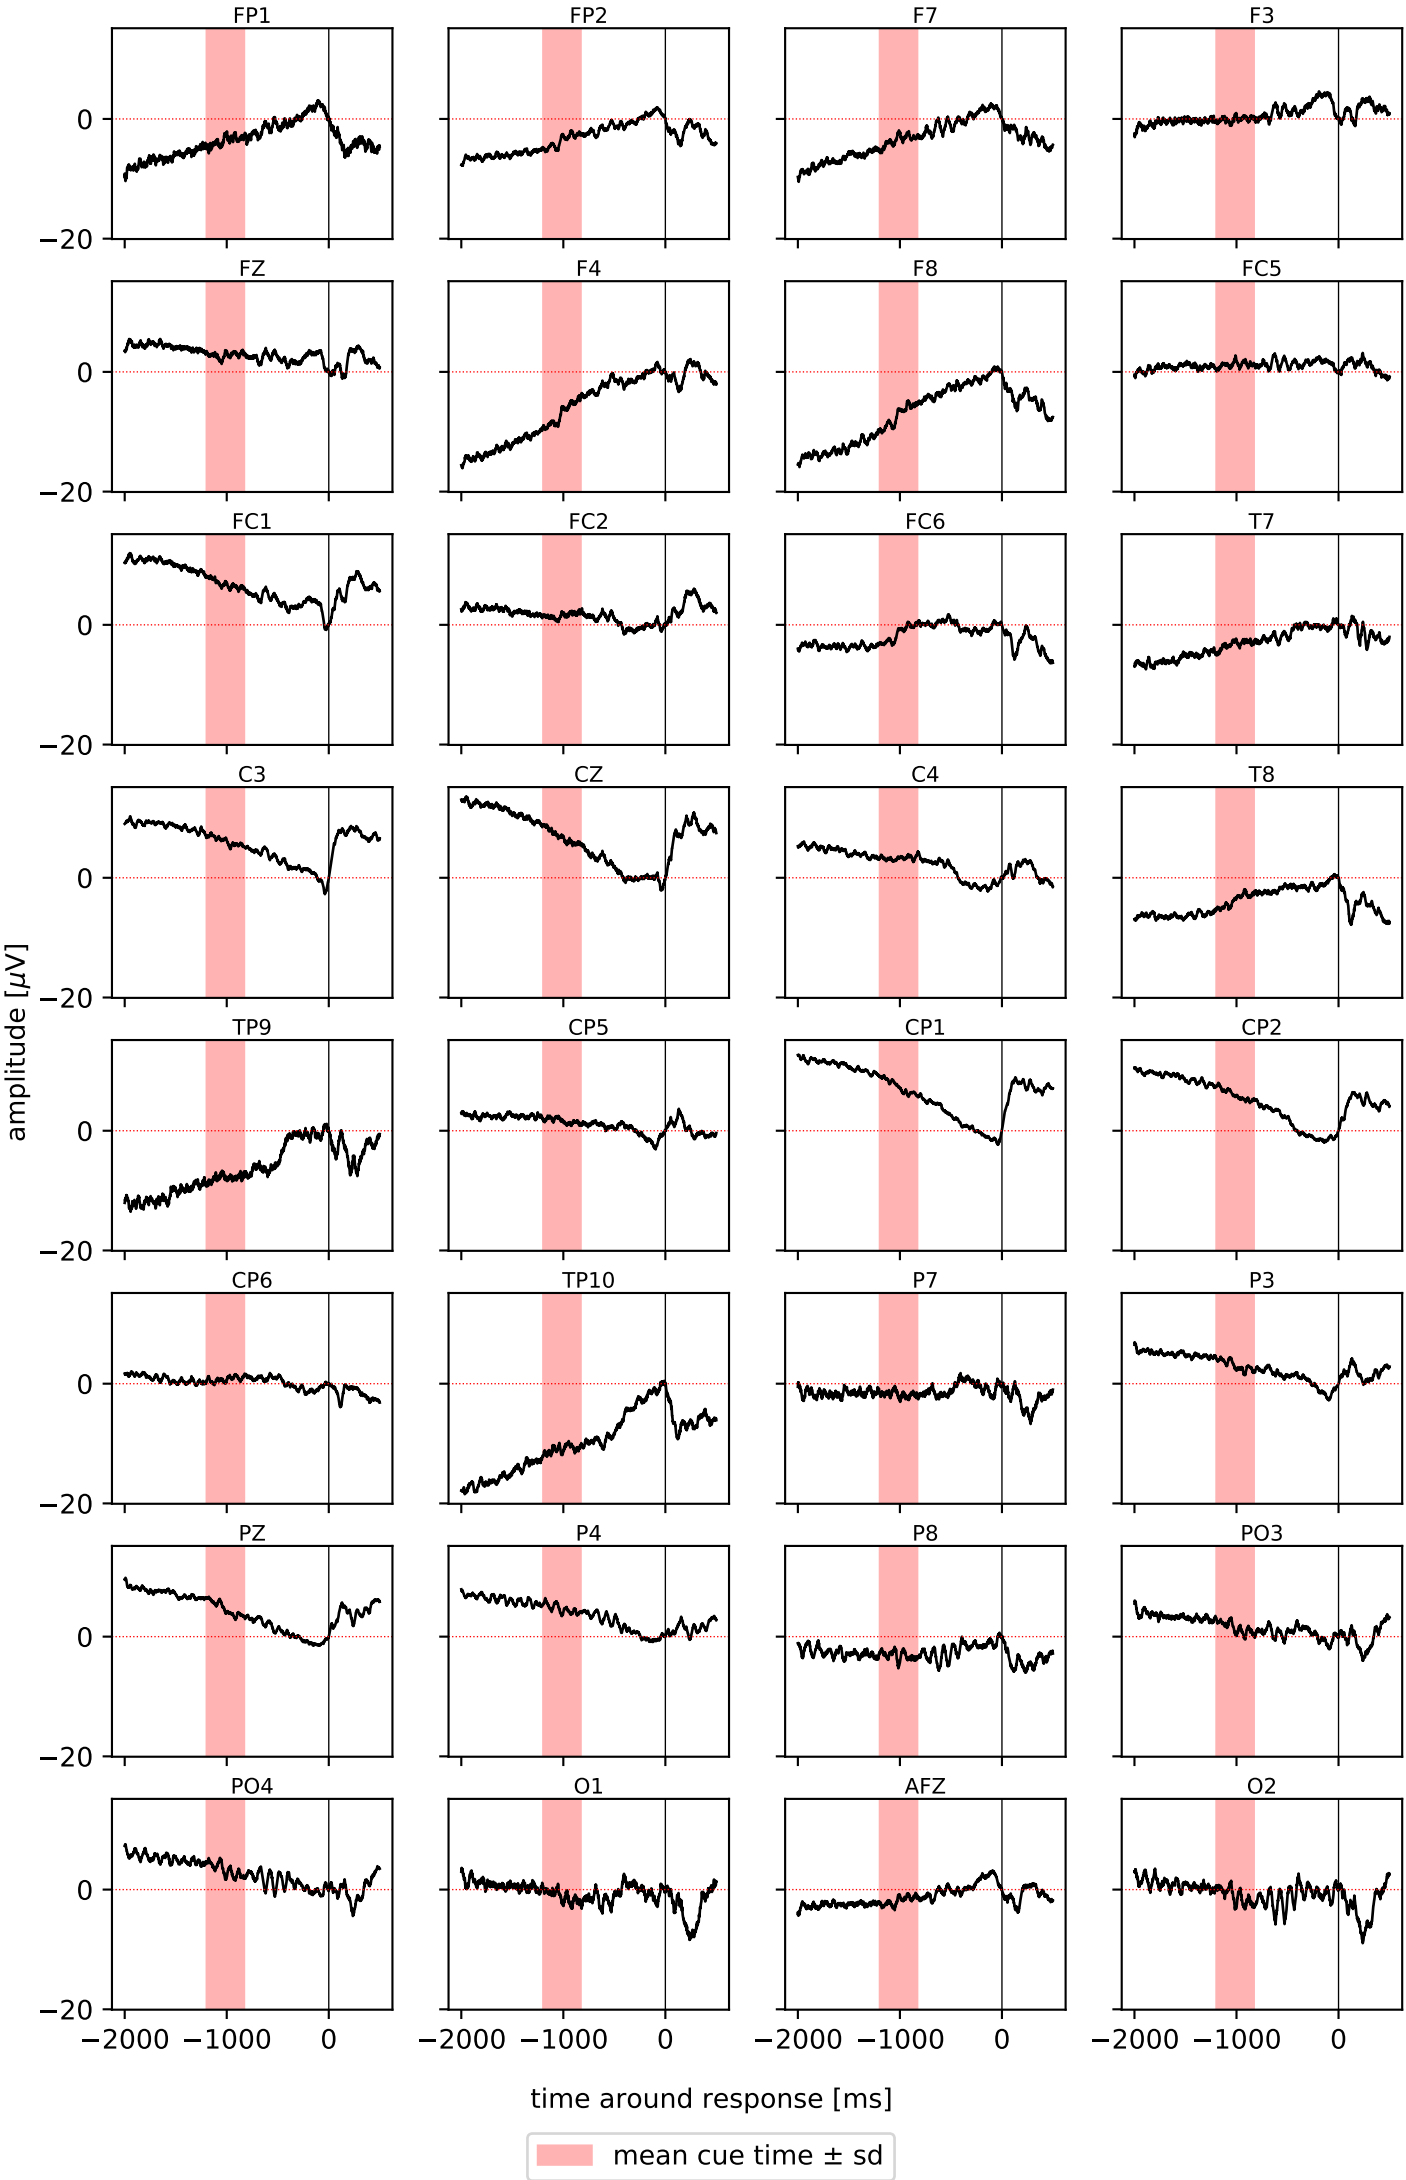 FP1 FP2 F7 F3
0
−20
FZ F4 F8 FC5
0
−20
FC1 FC2 FC6 T7
0
−20
C3 CZ C4 T8
0
−20
TP9 CP5 CP1 CP2
0
−20
CP6 TP10 P7 P3
0
−20
PZ P4 P8 PO3
0
−20
PO4 O1 AFZ O2
0
−20
−2000 −1000 0 −2000 −1000 0 −2000 −1000 0 −2000 −1000 0
amplitude [μV]
time around response [ms]
mean cue time ± sd